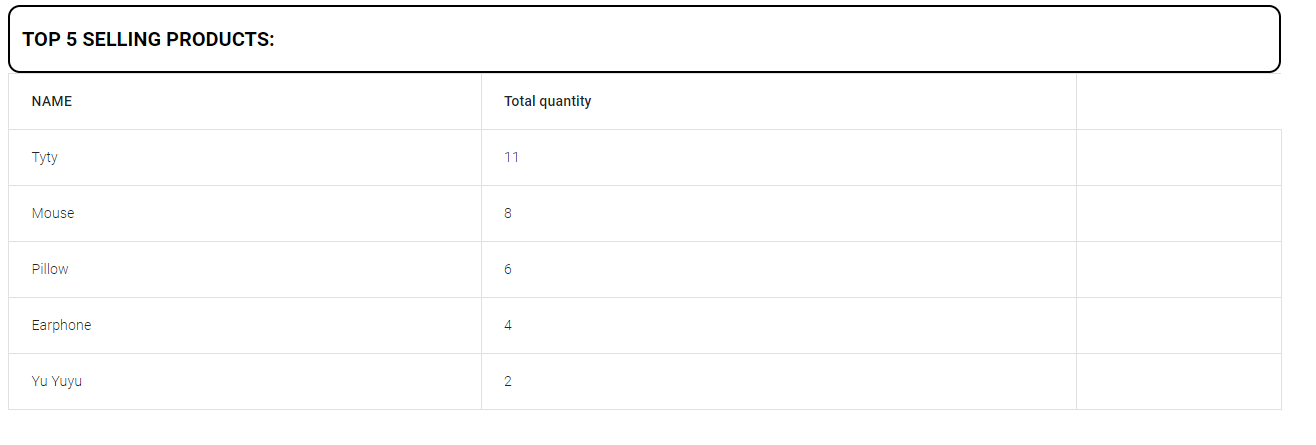 TOP 5 SELLING PRODUCTS:
NAME Total quantity
Tyty 11
Mouse 8
Pillow 6
Earphone 4
Yu Yuyu 2